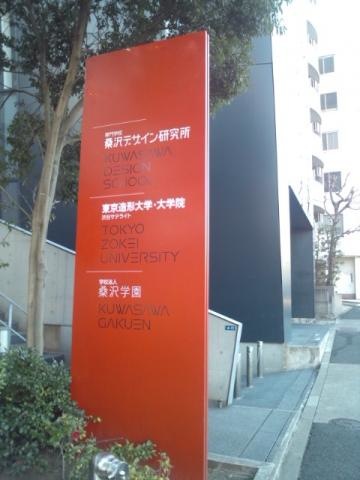 専門学校
桑沢デザイン研究所
KUWASAWA
DESIGN
SCHOOL
東京造形大学・大学院
渋谷サテライト
TOKYO
ZOKEI
UNIVERSITY
学校法人
桑沢学園
KUWASAWA
GAKUEN